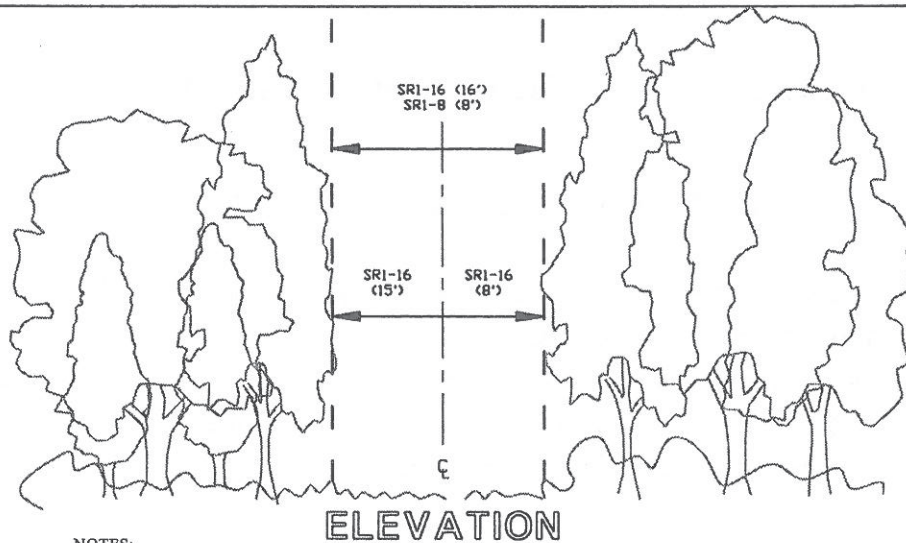 SR1-16 (16')
SR1-8 (8')
SR1-16
(15')
SR1-16
(8')
℄
ELEVATION
NOTES: